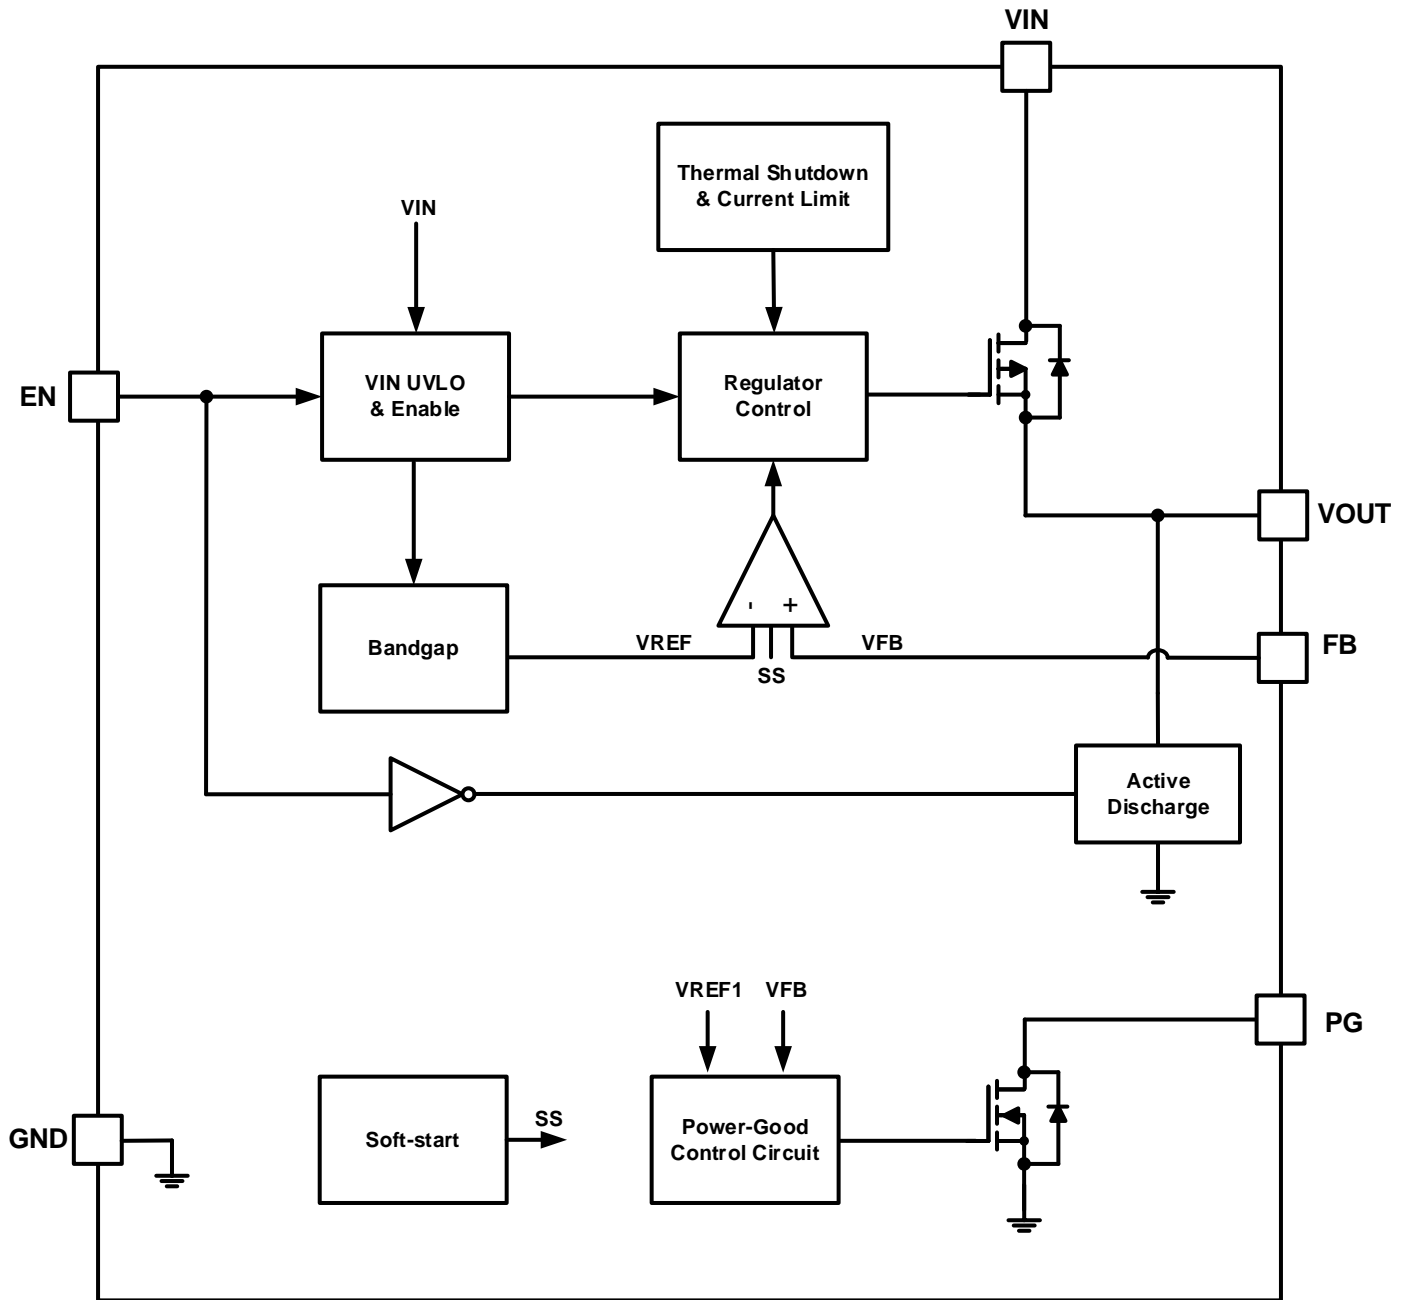 VIN
Thermal Shutdown
& Current Limit
VIN
EN
VIN UVLO
& Enable
Regulator
Control
VOUT
- +
Bandgap
VREF
SS
VFB
FB
Active
Discharge
VREF1
VFB
PG
GND
Soft-start
SS
Power-Good
Control Circuit